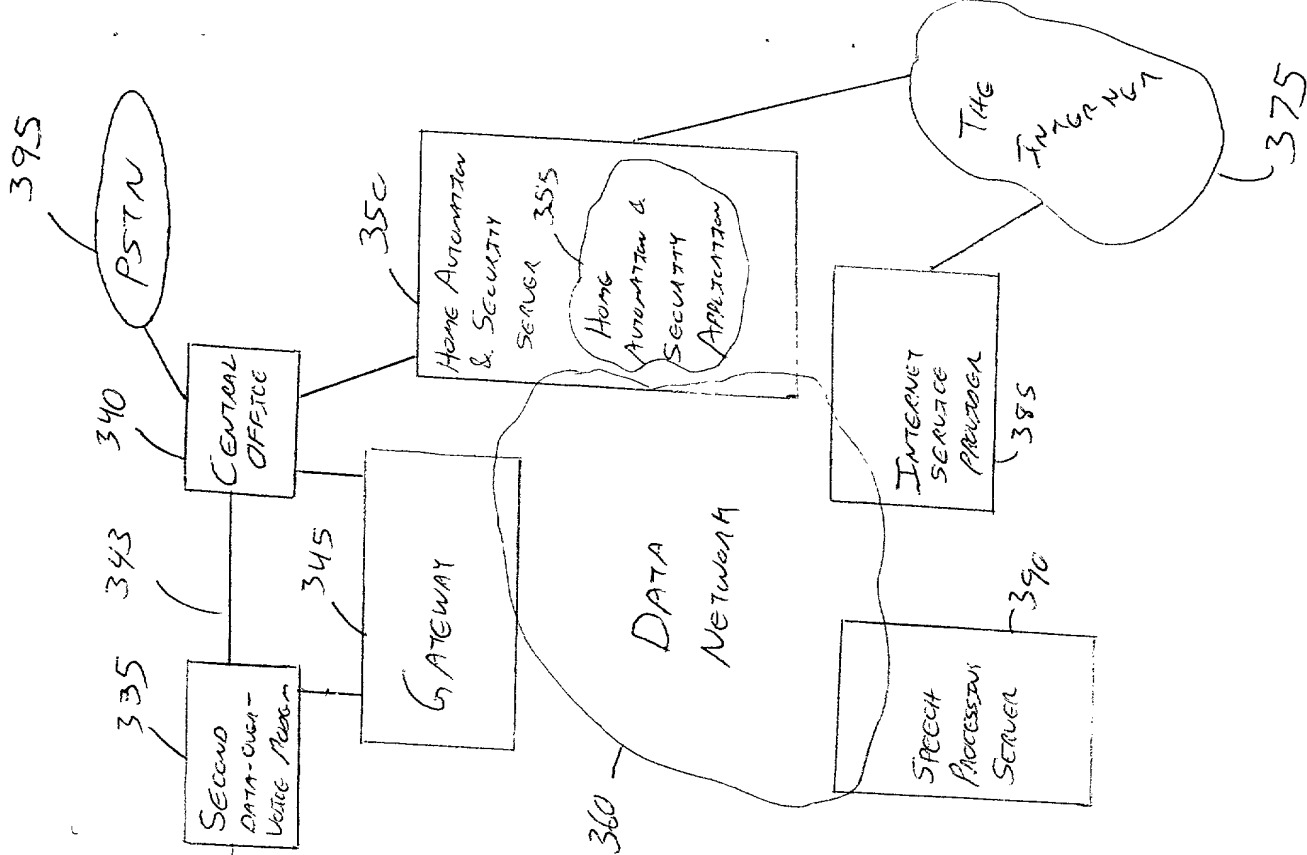 395
PSTN
340
CENTRAL
OFFICE
343
335
SECOND
DATA-OVER-
VOICE MODEM
345
GATEWAY
350
HOME AUTOMATION
& SECURITY
SERVER
355
HOME
AUTOMATION &
SECURITY
APPLICATION
THE
INTERNET
375
INTERNET
SERVICE
PROVIDER
385
DATA
NETWORK
360
SPEECH
PROCESSING
SERVER
390